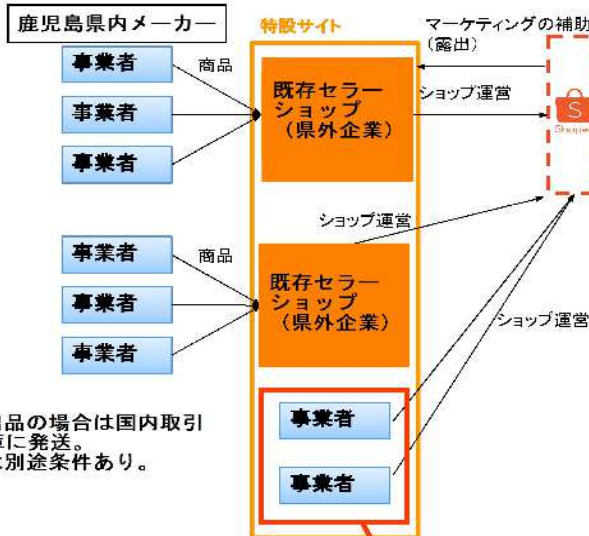 鹿児島県内メーカー
特設サイト
マーケティングの補助
（露出）
事業者
商品
事業者
事業者
既存セラー
ショップ
（県外企業）
ショップ運営
S
Shopee
ショップ運営
事業者
商品
事業者
事業者
既存セラー
ショップ
（県外企業）
ショップ運営
品の場合は国内取引
に発送。
別途条件あり。
事業者
事業者